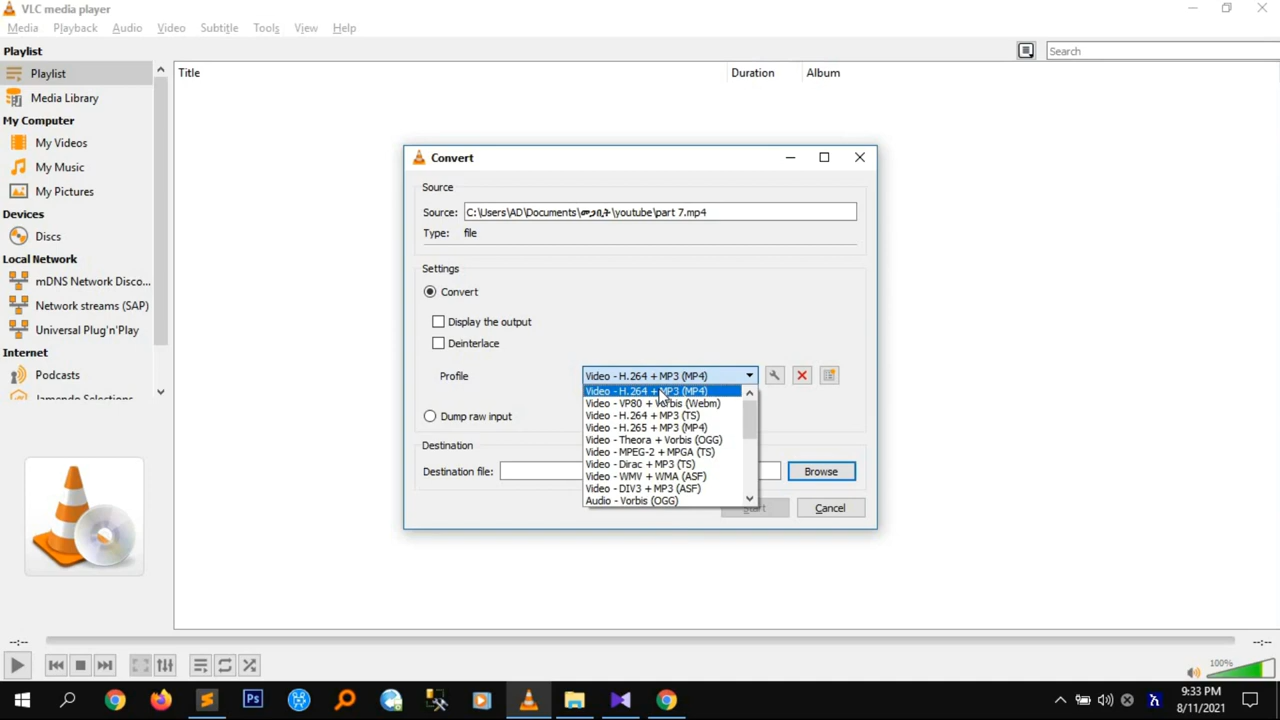 VLC media player
Media Playback Audio Video Subtitle Tools View Help
Playlist
Search
Playlist
Media Library
My Computer
My Videos
My Music
My Pictures
Devices
Discs
Local Network
mDNS Network Disco...
Network streams (SAP)
Universal Plug'n'Play
Internet
Podcasts
Jamendo Selections
Title Duration Album
Convert
Source
Source: C:\Users\AD\Documents\መጋቢት\youtube\part 7.mp4
Type: file
Settings
Convert
Display the output
Deinterlace
Profile Video - H.264 + MP3 (MP4)
Video - H.264 + MP3 (MP4)
Video - VP80 + Vorbis (Webm)
Video - H.264 + MP3 (TS)
Video - H.265 + MP3 (MP4)
Video - Theora + Vorbis (OGG)
Video - MPEG-2 + MPGA (TS)
Video - Dirac + MP3 (TS)
Video - WMV + WMA (ASF)
Video - DIV3 + MP3 (ASF)
Audio - Vorbis (OGG)
Dump raw input
Destination
Destination file: Browse
Start Cancel
--:-- --:--
100%
Ps
ሕ
9:33 PM
8/11/2021